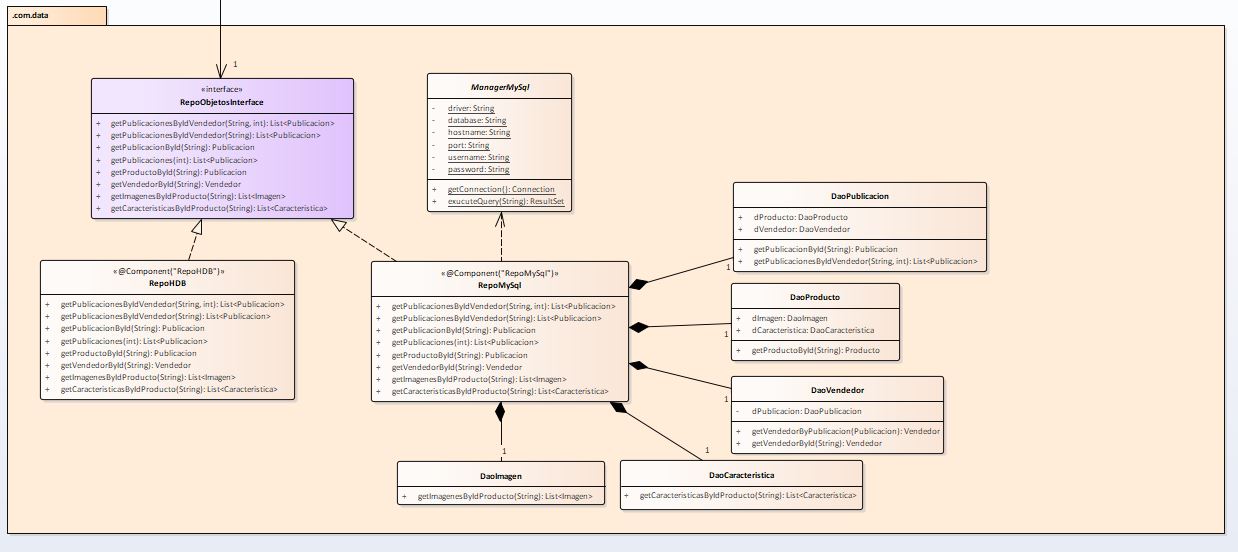 .com.data
1
«interface»
RepoObjetosInterface
+ getPublicacionesByIdVendedor(String, int): List<Publicacion>
+ getPublicacionesByIdVendedor(String): List<Publicacion>
+ getPublicacionById(String): Publicacion
+ getPublicaciones(int): List<Publicacion>
+ getProductoById(String): Publicacion
+ getVendedorById(String): Vendedor
+ getImagenesByIdProducto(String): List<Imagen>
+ getCaracteristicasByIdProducto(String): List<Caracteristica>
ManagerMySql
- driver: String
- database: String
- hostname: String
- port: String
- username: String
- password: String
+ getConnection(): Connection
+ exucuteQuery(String): ResultSet
«@Component("RepoHDB")»
RepoHDB
+ getPublicacionesByIdVendedor(String, int): List<Publicacion>
+ getPublicacionesByIdVendedor(String): List<Publicacion>
+ getPublicacionById(String): Publicacion
+ getPublicaciones(int): List<Publicacion>
+ getProductoById(String): Publicacion
+ getVendedorById(String): Vendedor
+ getImagenesByIdProducto(String): List<Imagen>
+ getCaracteristicasByIdProducto(String): List<Caracteristica>
«@Component("RepoMySql")»
RepoMySql
+ getPublicacionesByIdVendedor(String, int): List<Publicacion>
+ getPublicacionesByIdVendedor(String): List<Publicacion>
+ getPublicacionById(String): Publicacion
+ getPublicaciones(int): List<Publicacion>
+ getProductoById(String): Publicacion
+ getVendedorById(String): Vendedor
+ getImagenesByIdProducto(String): List<Imagen>
+ getCaracteristicasByIdProducto(String): List<Caracteristica>
DaoPublicacion
+ dProducto: DaoProducto
+ dVendedor: DaoVendedor
+ getPublicacionById(String): Publicacion
+ getPublicacionesByIdVendedor(String, int): List<Publicacion>
1
DaoProducto
+ dImagen: DaoImagen
+ dCaracteristica: DaoCaracteristica
+ getProductoById(String): Producto
1
DaoVendedor
- dPublicacion: DaoPublicacion
+ getVendedorByPublicacion(Publicacion): Vendedor
+ getVendedorById(String): Vendedor
1
1
DaoImagen
+ getImagenesByIdProducto(String): List<Imagen>
1
DaoCaracteristica
+ getCaracteristicasByIdProducto(String): List<Caracteristica>